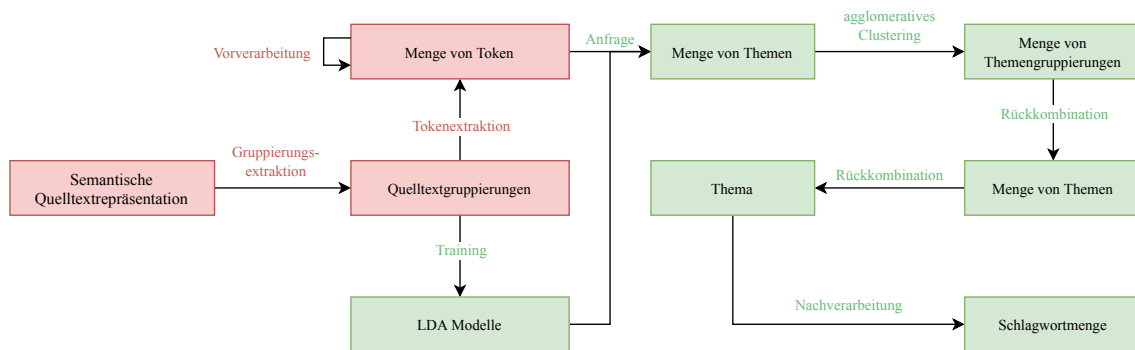 agglomeratives
Clustering
Vorverarbeitung
Menge von Token
Anfrage
Menge von Themen
Menge von
Themengruppierungen
Tokenextraktion
Rückkombination
Gruppierungs-
extraktion
Semantische
Quelltextrepräsentation
Quelltextgruppierungen
Thema
Rückkombination
Menge von Themen
Training
Nachverarbeitung
LDA Modelle
Schlagwortmenge